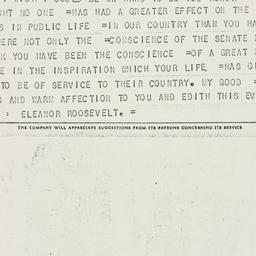 GHT NO ONE =HAS HAD A GREATER EFFECT ON THE
S IN PUBLIC LIFE =IN OUR COUNTRY THAN YOU HA
ERE NOT ONLY THE =CONSCIENCE OF THE SENATE
K YOU HAVE BEEN THE CONSCIENCE =OF A GREAT
E IN THE INSPIRATION WHICH YOUR LIFE =HAS G
TO BE OF SERVICE TO THEIR COUNTRY. MY GOOD =
S AND WARM AFFECTION TO YOU AND EDITH THIS EV
: ELEANOR ROOSEVELT. =
THE COMPANY WILL APPRECIATE SUGGESTIONS FROM ITS PATRONS CONCERNING ITS SERVICE